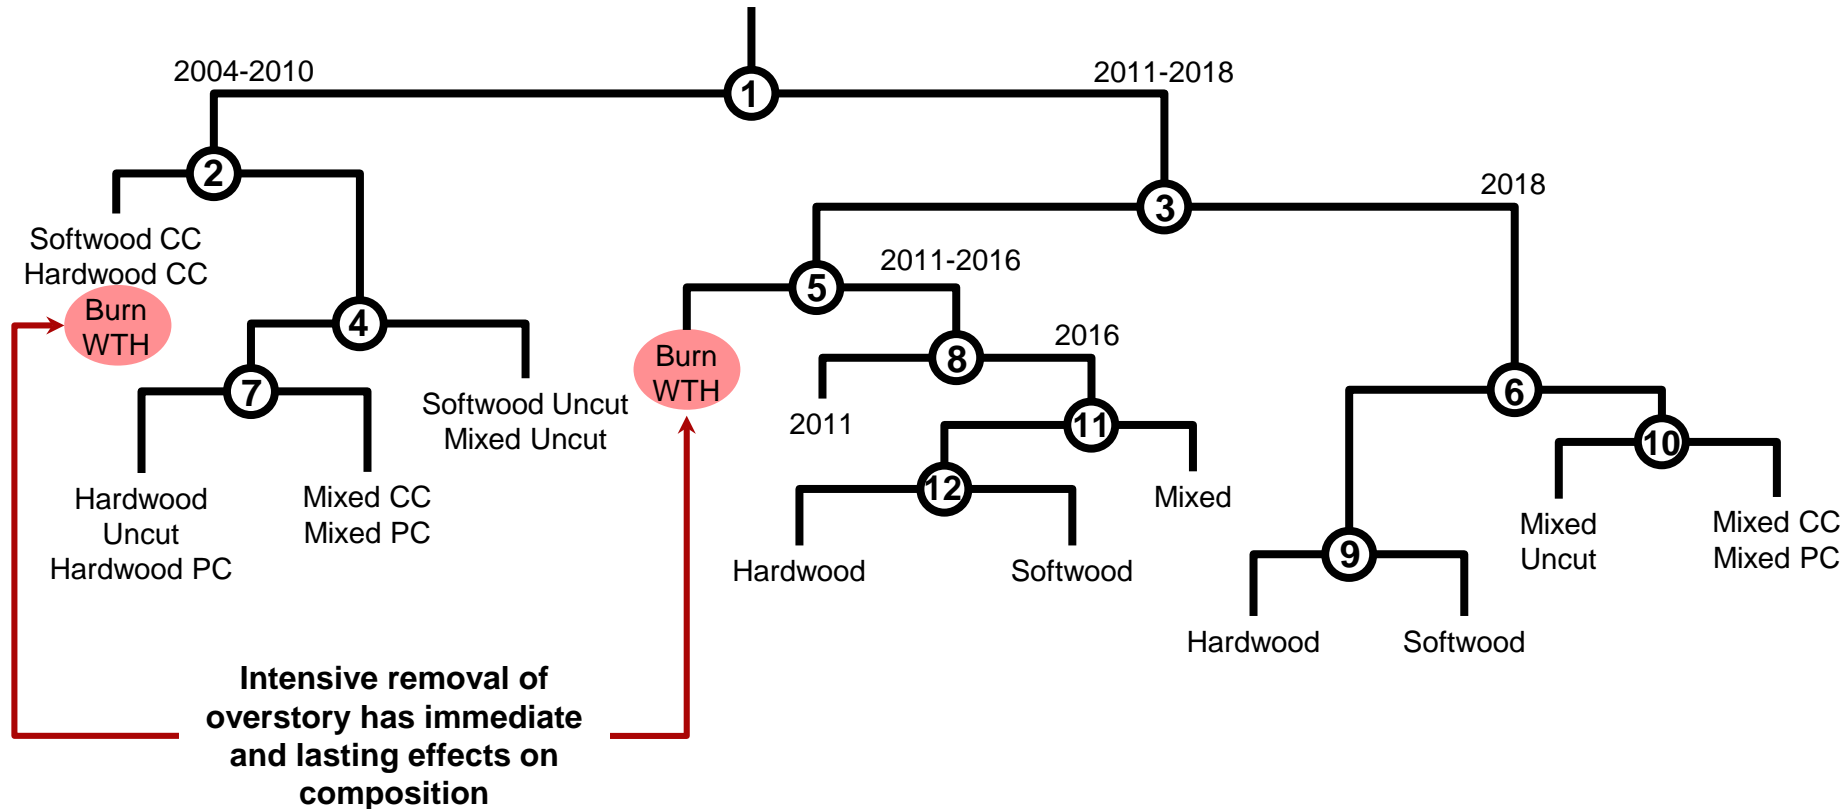 2004-2010
2011-2018
1
2
2018
3
Softwood CC
Hardwood CC
Burn
WTH
2011-2016
5
4
2016
Burn
WTH
8
7
6
Softwood Uncut
Mixed Uncut
2011
11
10
Hardwood
Uncut
Hardwood PC
Mixed CC
Mixed PC
12
Mixed
Mixed
Uncut
Mixed CC
Mixed PC
9
Hardwood
Softwood
Hardwood
Softwood
Intensive removal of
overstory has immediate
and lasting effects on
composition